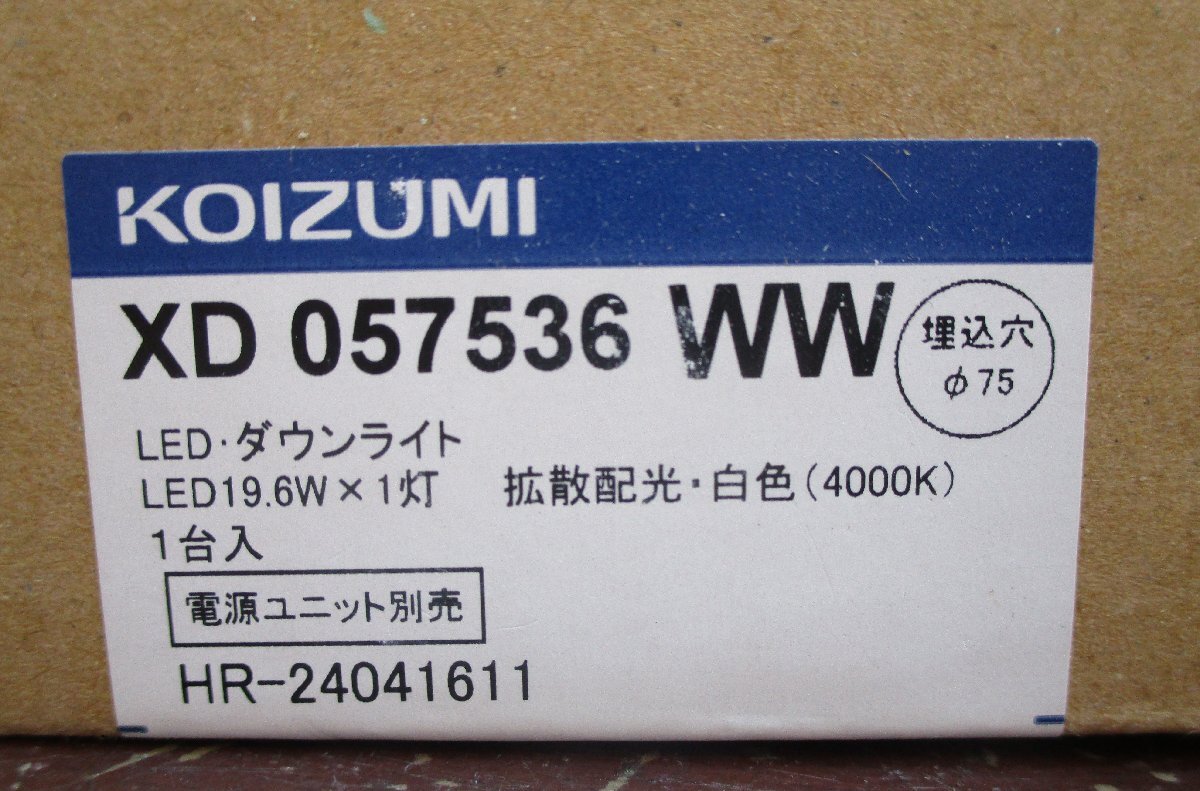 KOIZUMI
XD 057536 WW
埋込穴
φ75
LED・ダウンライト
LED19.6W×1灯 拡散配光・白色(4000K)
1台入
電源ユニット別売
HR-24041611